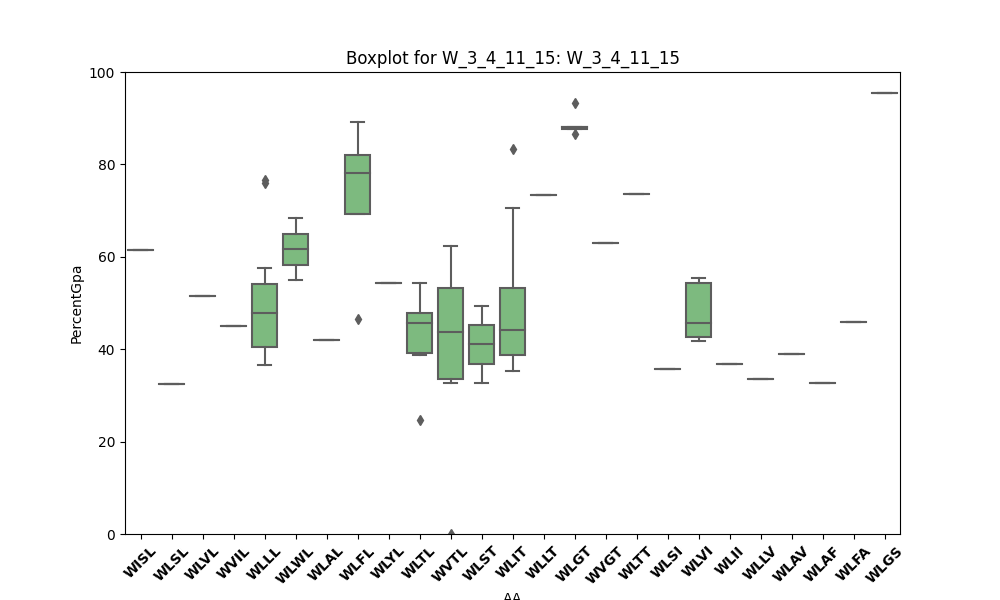 Boxplot for W_3_4_11_15: W_3_4_11_15
100
80
60
40
20
0
PercentGpa
WISL WLSL WLVL WVIL WLLL WLWL WLAL WLFL WLYL WLTL WVTL WLST WLIT WLLT WLGT WVGT WLTT WLSI WLVI WLII WLLV WLAV WLAF WLFA WLGS
AA